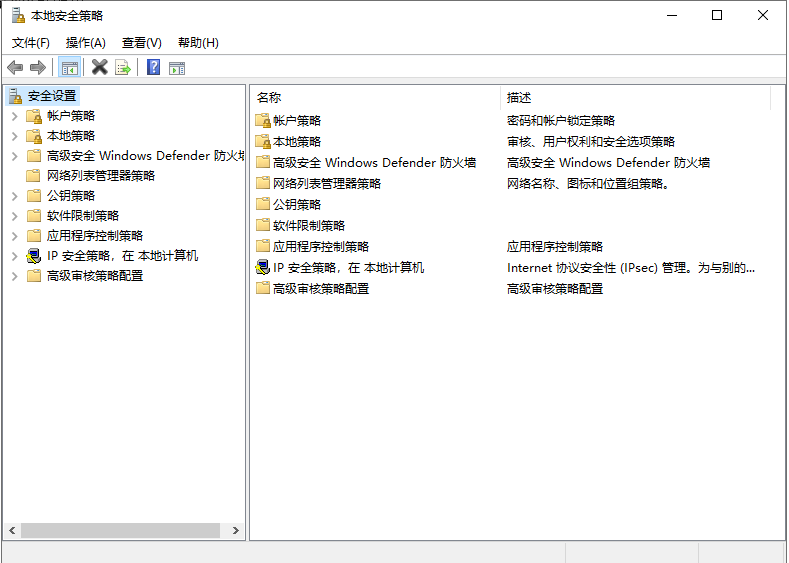 本地安全策略
文件(F) 操作(A) 查看(V) 帮助(H)
安全设置
帐户策略
本地策略
高级安全 Windows Defender 防火墙
网络列表管理器策略
公钥策略
软件限制策略
应用程序控制策略
IP 安全策略，在 本地计算机
高级审核策略配置
名称 描述
帐户策略 密码和帐户锁定策略
本地策略 审核、用户权利和安全选项策略
高级安全 Windows Defender 防火墙 高级安全 Windows Defender 防火墙
网络列表管理器策略 网络名称、图标和位置组策略。
公钥策略
软件限制策略
应用程序控制策略 应用程序控制策略
IP 安全策略，在 本地计算机 Internet 协议安全性 (IPsec) 管理。为与别的...
高级审核策略配置 高级审核策略配置